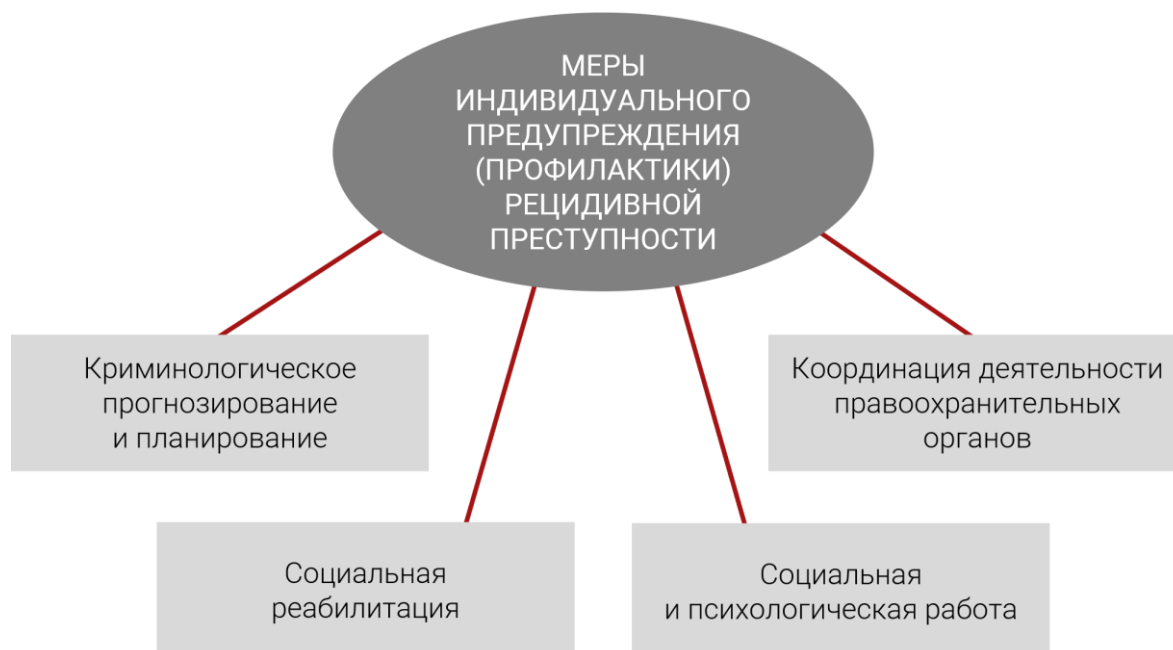 МЕРЫ
ИНДИВИДУАЛЬНОГО
ПРЕДУПРЕЖДЕНИЯ
(ПРОФИЛАКТИКИ)
РЕЦИДИВНОЙ
ПРЕСТУПНОСТИ
Криминологическое
прогнозирование
и планирование
Координация деятельности
правоохранительных
органов
Социальная
реабилитация
Социальная
и психологическая работа